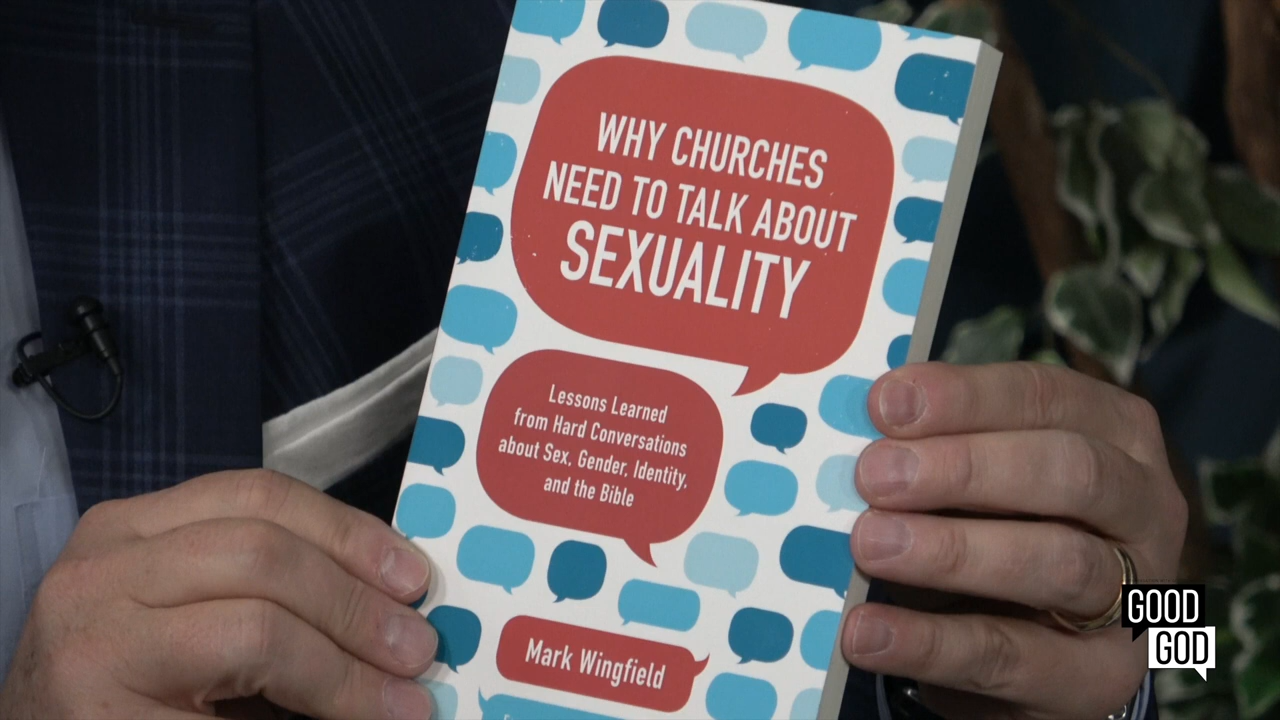 WHY CHURCHES
NEED TO TALK ABOUT
SEXUALITY
Lessons Learned
from Hard Conversations
about Sex, Gender, Identity,
and the Bible
Mark Wingfield
GOOD
GOD